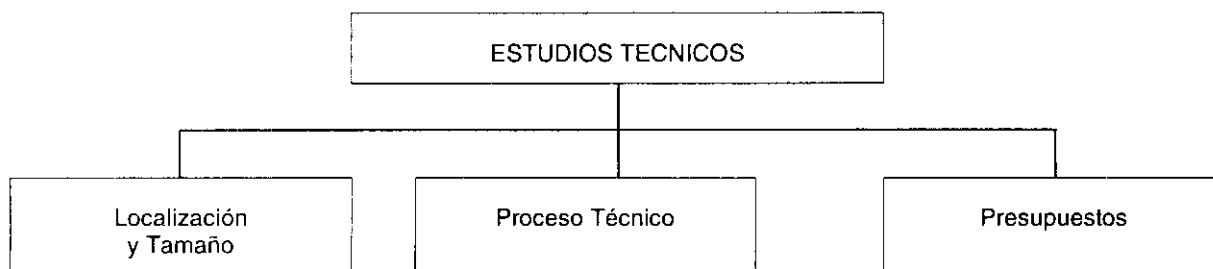 ESTUDIOS TECNICOS
Localización
y Tamaño
Proceso Técnico
Presupuestos